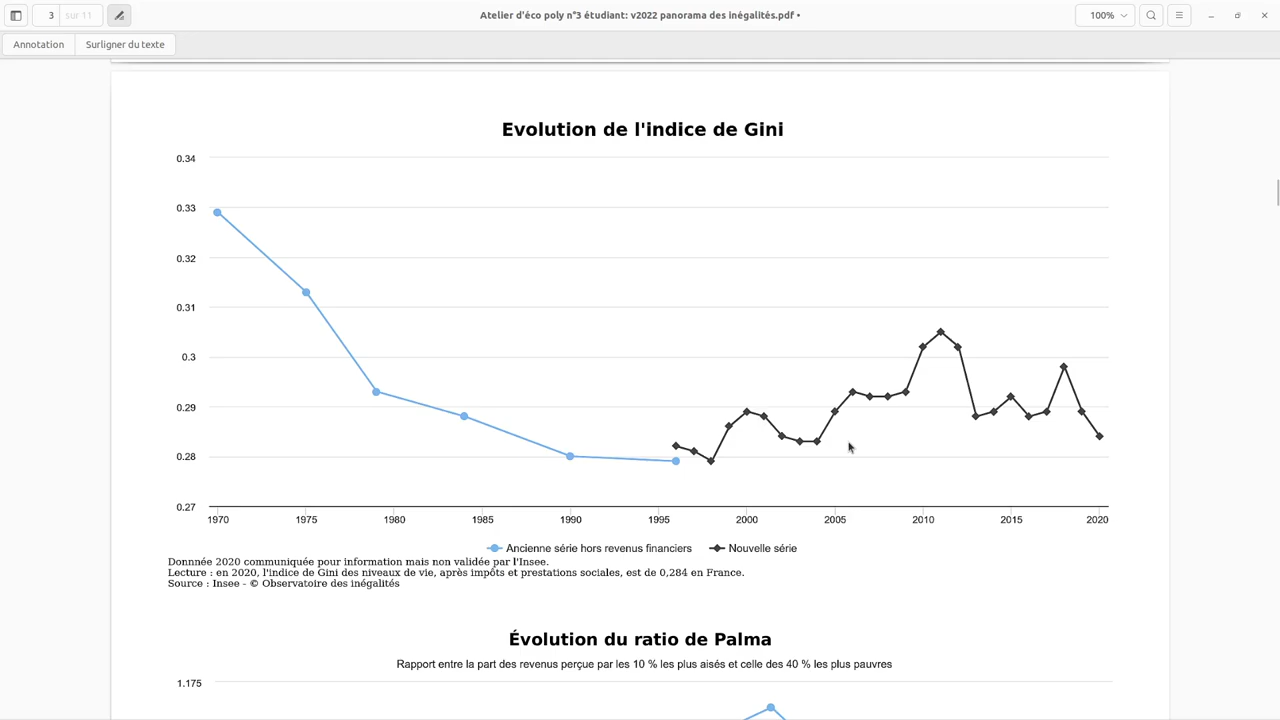 3 sur 11
Atelier d'éco poly n°3 étudiant: v2022 panorama des inégalités.pdf •
100%
Annotation
Surligner du texte
Evolution de l'indice de Gini
0.34
0.33
0.32
0.31
0.3
0.29
0.28
0.27
1970 1975 1980 1985 1990 1995 2000 2005 2010 2015 2020
Ancienne série hors revenus financiers Nouvelle série
Donnnée 2020 communiquée pour information mais non validée par l'Insee.
Lecture : en 2020, l'indice de Gini des niveaux de vie, après impôts et prestations sociales, est de 0,284 en France.
Source : Insee - © Observatoire des inégalités
Évolution du ratio de Palma
Rapport entre la part des revenus perçue par les 10 % les plus aisés et celle des 40 % les plus pauvres
1.175